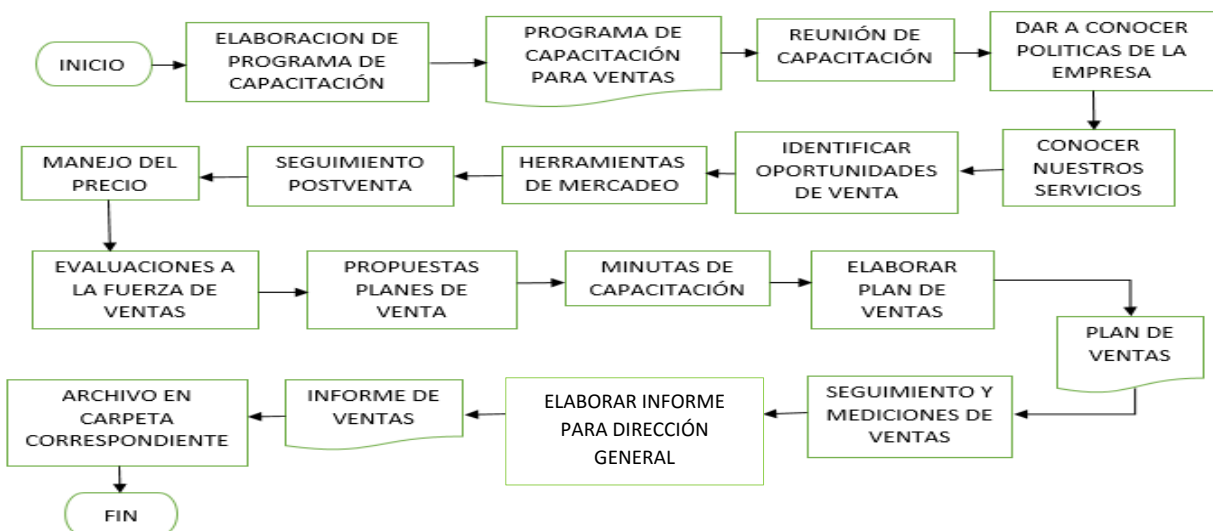 INICIO
ELABORACION DE
PROGRAMA DE
CAPACITACIÓN
PROGRAMA DE
CAPACITACIÓN
PARA VENTAS
REUNIÓN DE
CAPACITACIÓN
DAR A CONOCER
POLITICAS DE LA
EMPRESA
CONOCER
NUESTROS
SERVICIOS
IDENTIFICAR
OPORTUNIDADES
DE VENTA
HERRAMIENTAS
DE MERCADEO
SEGUIMIENTO
POSTVENTA
MANEJO DEL
PRECIO
EVALUACIONES A
LA FUERZA DE
VENTAS
PROPUESTAS
PLANES DE
VENTA
MINUTAS DE
CAPACITACIÓN
ELABORAR
PLAN DE
VENTAS
PLAN DE
VENTAS
SEGUIMIENTO Y
MEDICIONES DE
VENTAS
ELABORAR INFORME
PARA DIRECCIÓN
GENERAL
INFORME DE
VENTAS
ARCHIVO EN
CARPETA
CORRESPONDIENTE
FIN